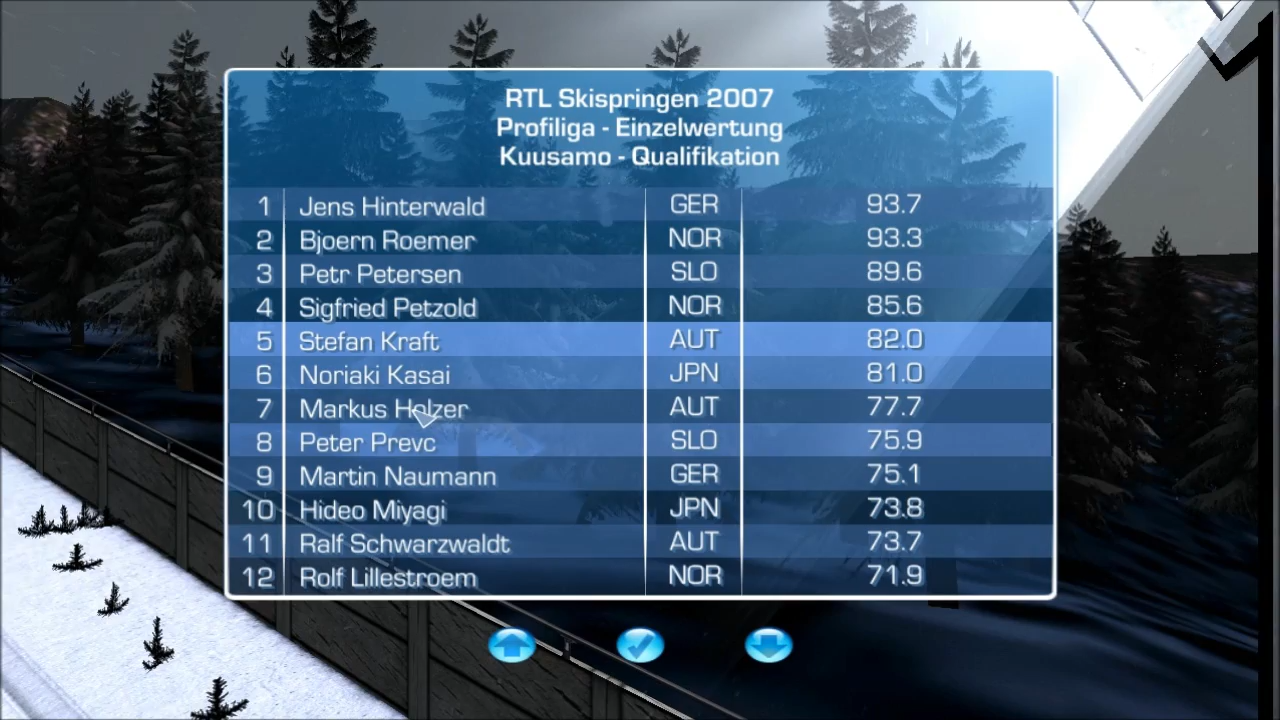 RTL Skispringen 2007
Profiliga - Einzelwertung
Kuusamo - Qualifikation
1 Jens Hinterwald GER 93.7
2 Bjoern Roemer NOR 93.3
3 Petr Petersen SLO 89.6
4 Sigfried Petzold NOR 85.6
5 Stefan Kraft AUT 82.0
6 Noriaki Kasai JPN 81.0
7 Markus Holzer AUT 77.7
8 Peter Prevc SLO 75.9
9 Martin Naumann GER 75.1
10 Hideo Miyagi JPN 73.8
11 Ralf Schwarzwaldt AUT 73.7
12 Rolf Lillestroem NOR 71.9